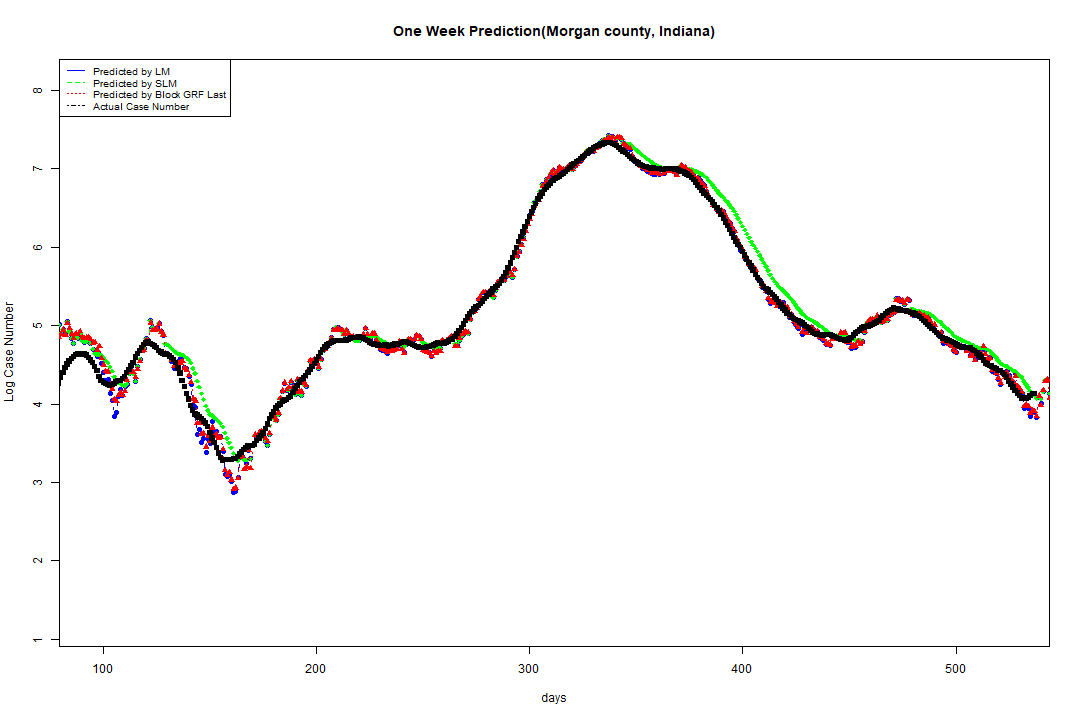 One Week Prediction(Morgan county, Indiana)
Predicted by LM
Predicted by SLM
Predicted by Block GRF Last
Actual Case Number
8
7
6
5
4
3
2
1
Log Case Number
100 200 300 400 500
days